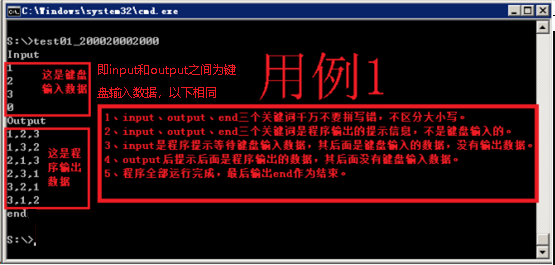 C:\Windows\system32\cmd.exe
S:\>test01_200020002000
Input
1
2
3
0
这是键盘
输入数据
即input和output之间为键
盘输入数据，以下相同
用例1
Output
1,2,3
1,3,2
2,1,3
2,3,1
3,2,1
3,1,2
end
这是程
序输出
数据
1、input、output、end三个关键词千万不要拼写错，不区分大小写。
2、input、output、end三个关键词是程序输出的提示信息，不是键盘输入的。
3、input是程序提示等待键盘输入数据，其后面是键盘输入的数据，没有输出数据。
4、output后提示后面是程序输出的数据，其后面没有键盘输入数据。
5、程序全部运行完成，最后输出end作为结束。
S:\>